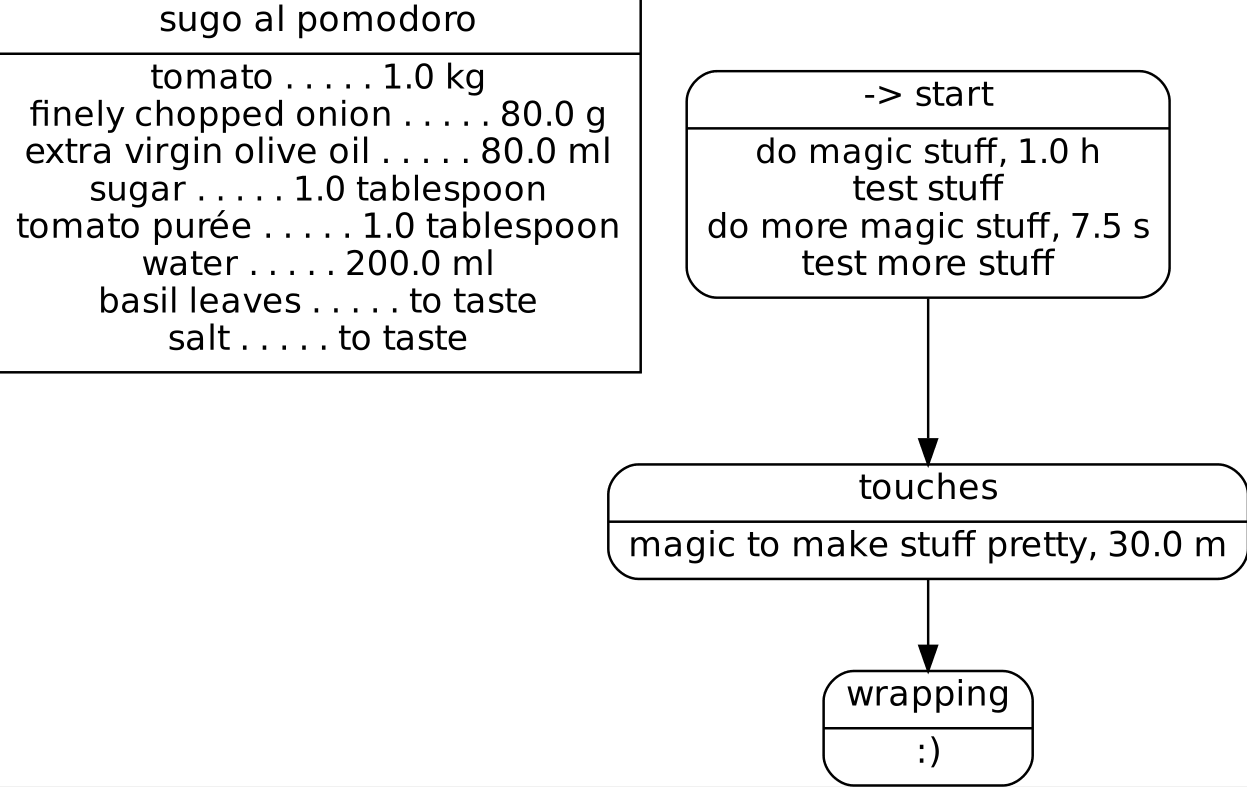 sugo al pomodoro
tomato . . . . . 1.0 kg
finely chopped onion . . . . . 80.0 g
extra virgin olive oil . . . . . 80.0 ml
sugar . . . . . 1.0 tablespoon
tomato purée . . . . . 1.0 tablespoon
water . . . . . 200.0 ml
basil leaves . . . . . to taste
salt . . . . . to taste
-> start
do magic stuff, 1.0 h
test stuff
do more magic stuff, 7.5 s
test more stuff
touches
magic to make stuff pretty, 30.0 m
wrapping
:)